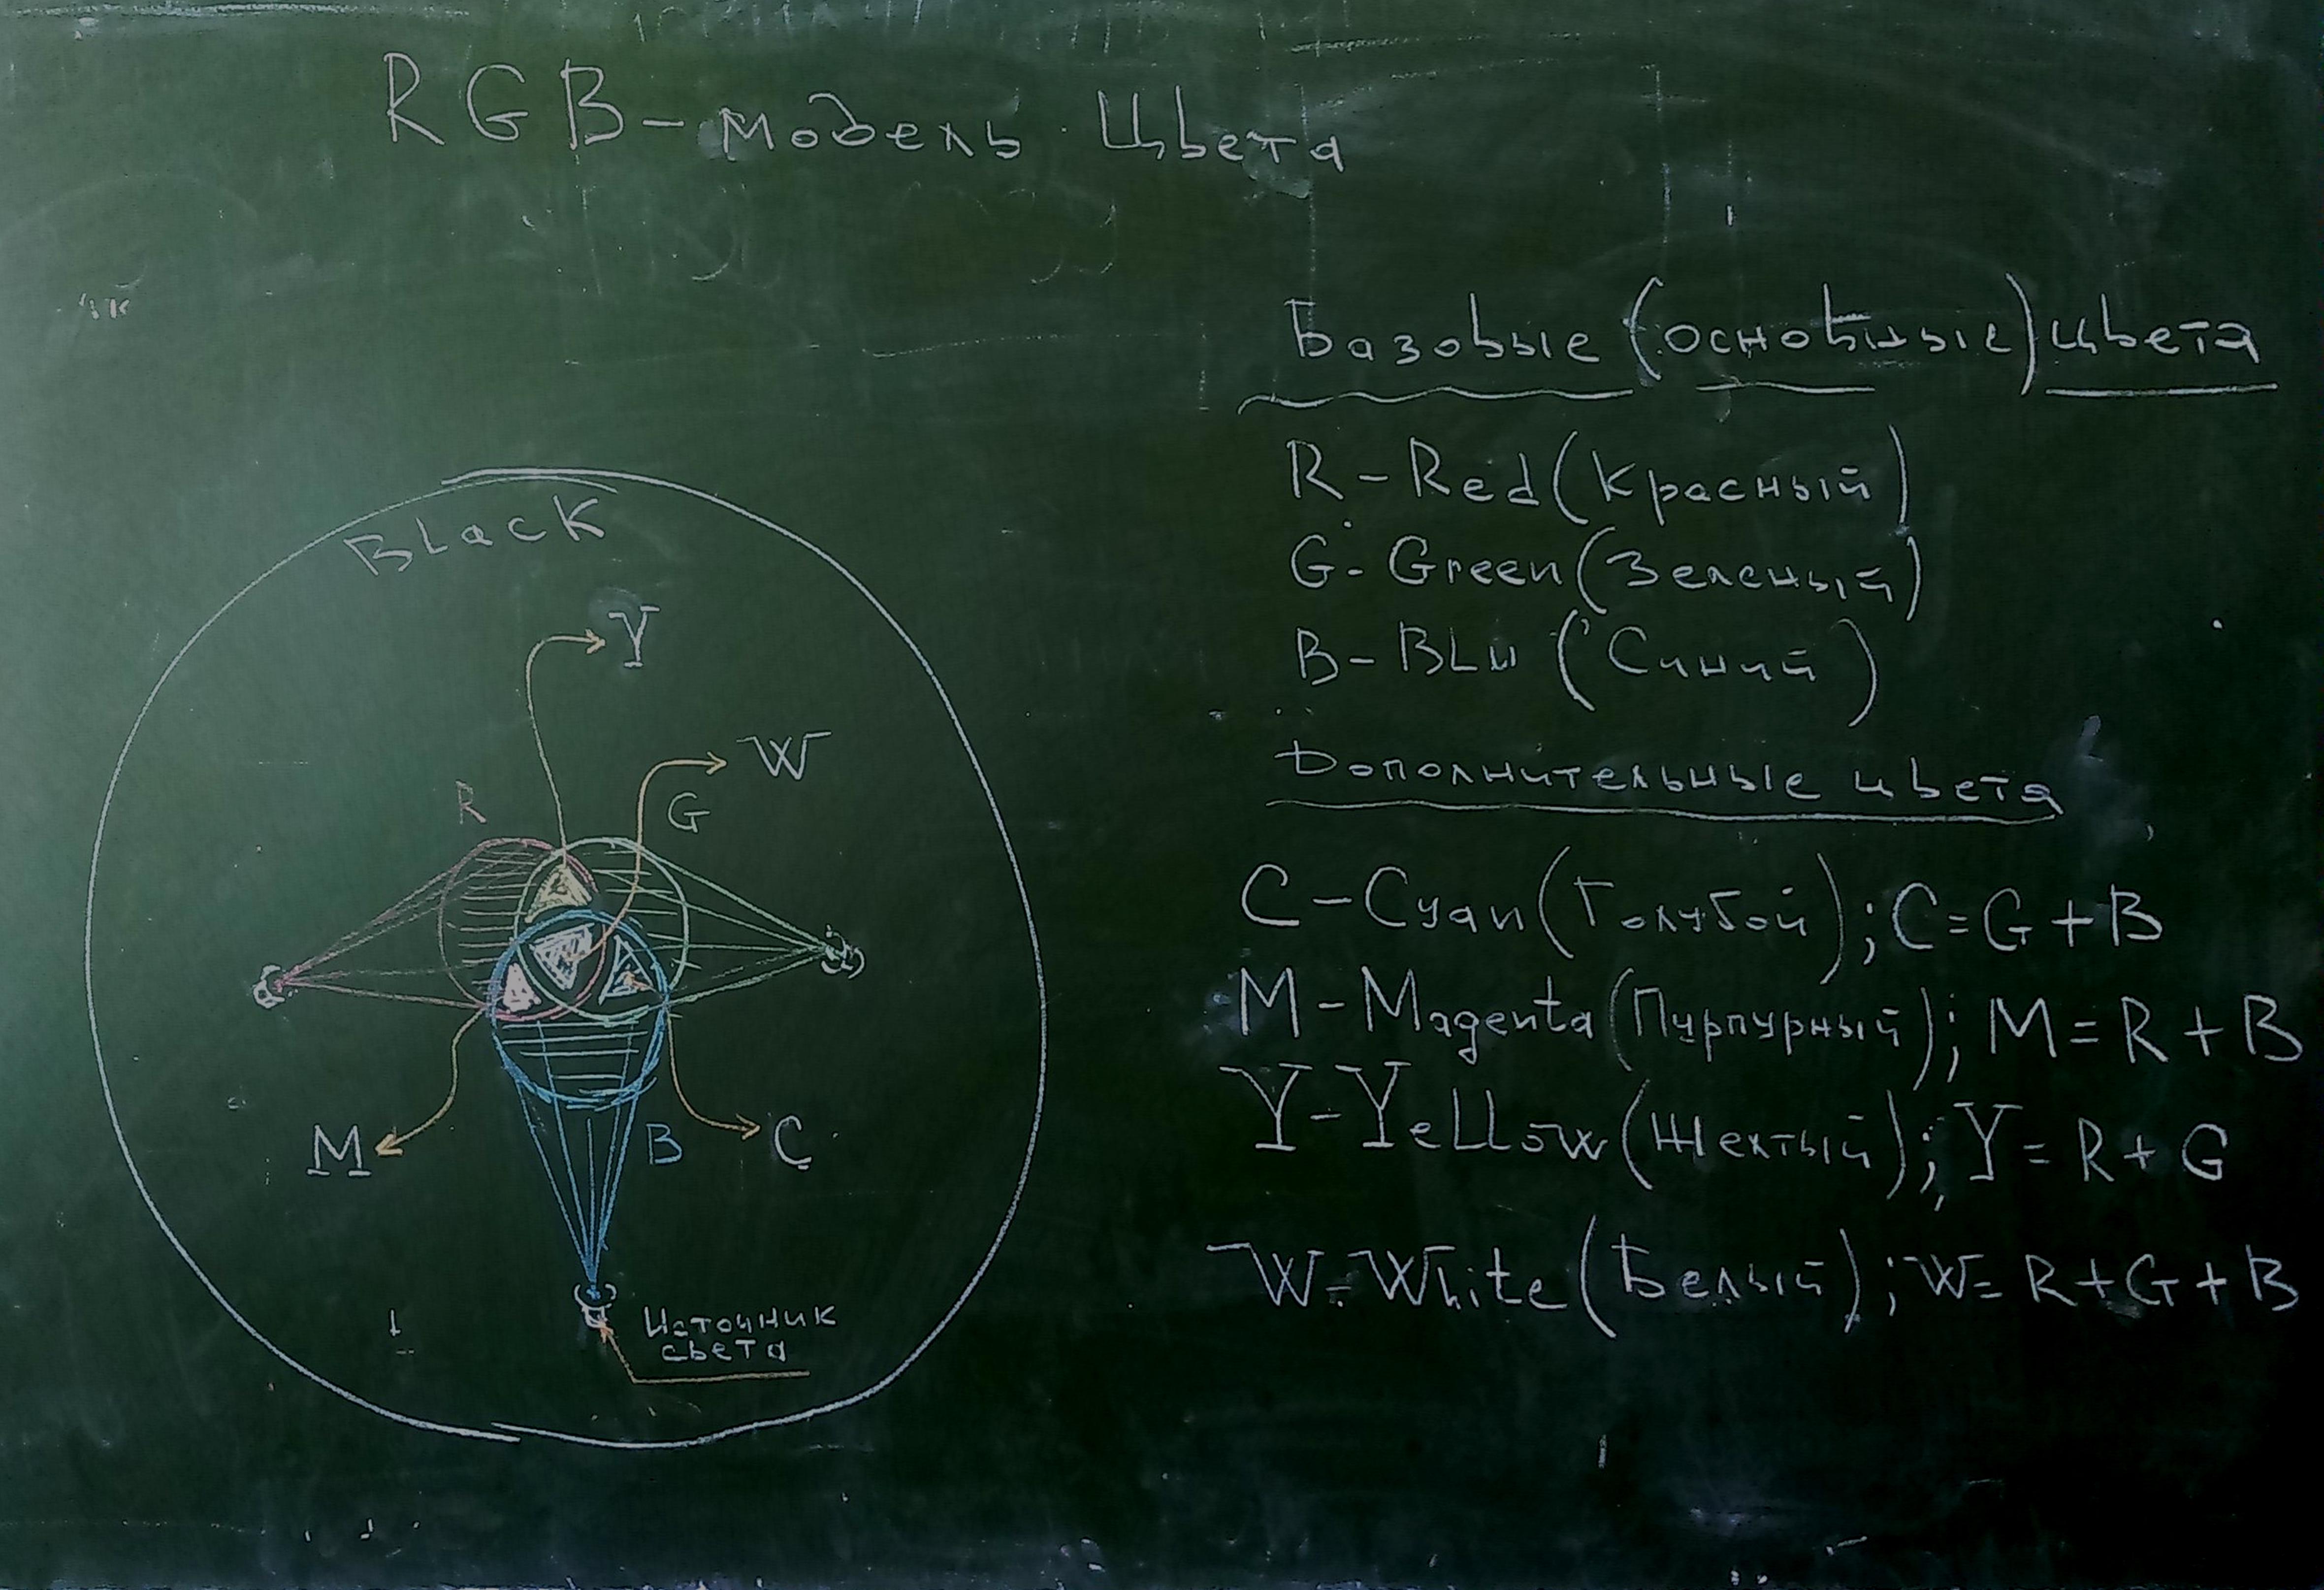 RGB-модель Цвета
Базовые (основные) цвета
R-Red (Красный)
G-Green (Зеленый)
B-BLu (Синий)
Дополнительные цвета
C-Cyan (Голубой); C=G+B
M-Magenta (Пурпурный); M=R+B
Y-YeLLow (Желтый); Y=R+G
W-White (Белый); W=R+G+B
BLacK
Y
W
R
G
M
B
C
Источник
света